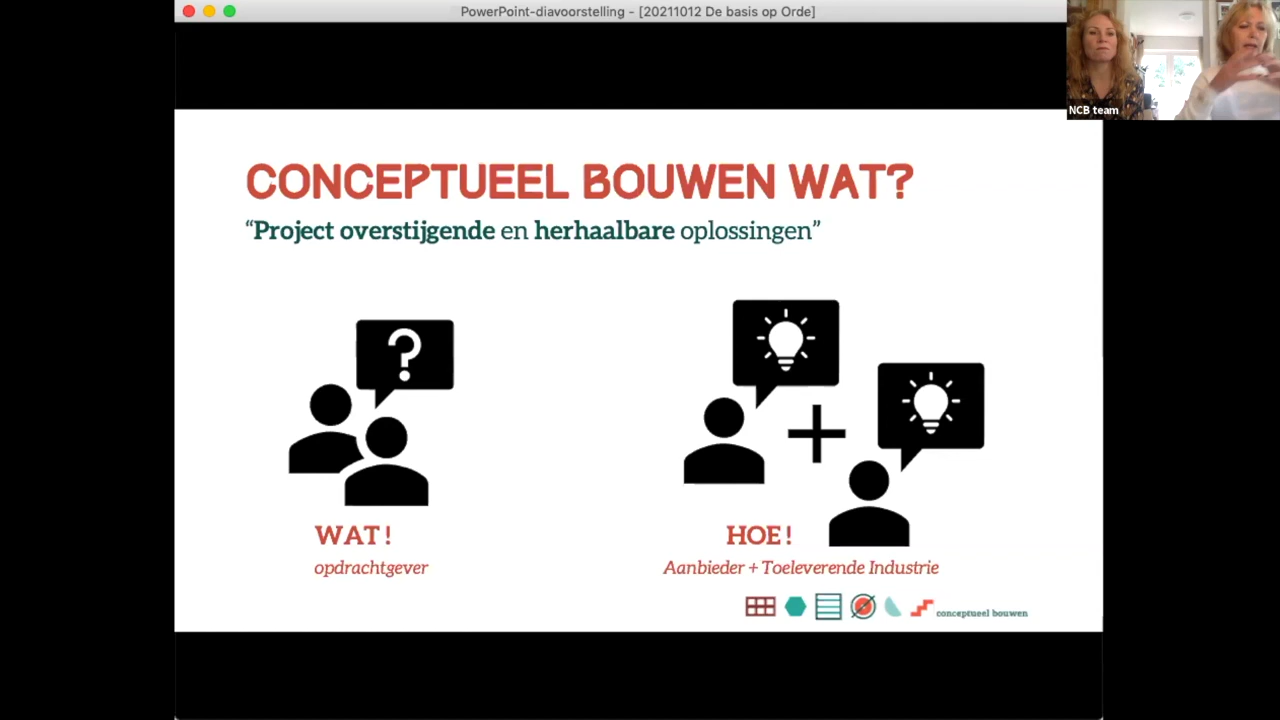 PowerPoint-diavoorstelling - [20211012 De basis op Orde]
NCB team
CONCEPTUEEL BOUWEN WAT?
“Project overstijgende en herhaalbare oplossingen”
?
WAT!
opdrachtgever
HOE!
Aanbieder + Toeleverende Industrie
conceptueel bouwen